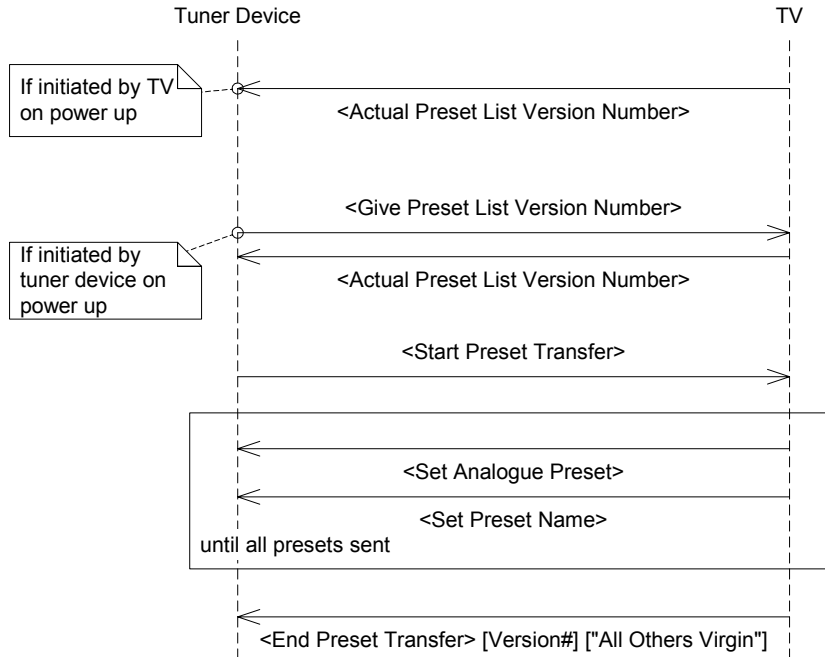 Tuner Device
TV
If initiated by TV
on power up
<Actual Preset List Version Number>
<Give Preset List Version Number>
If initiated by
tuner device on
power up
<Actual Preset List Version Number>
<Start Preset Transfer>
<Set Analogue Preset>
<Set Preset Name>
until all presets sent
<End Preset Transfer> [Version#] ["All Others Virgin"]